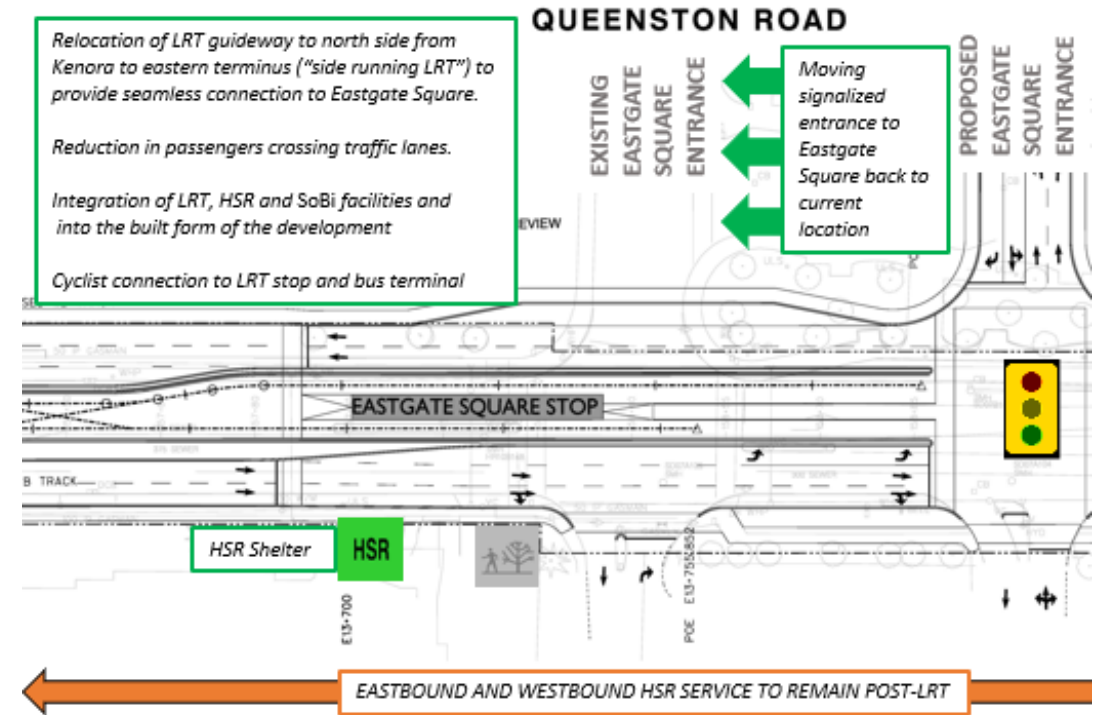 QUEENSTON ROAD
Relocation of LRT guideway to north side from
Kenora to eastern terminus ("side running LRT") to
provide seamless connection to Eastgate Square.
Reduction in passengers crossing traffic lanes.
Integration of LRT, HSR and SoBi facilities and
into the built form of the development
Cyclist connection to LRT stop and bus terminal
EXISTING
EASTGATE
SQUARE
ENTRANCE
Moving
signalized
entrance to
Eastgate
Square back to
current
location
PROPOSED
EASTGATE
SQUARE
ENTRANCE
EVIEW
EASTGATE SQUARE STOP
B TRACK
HSR Shelter
HSR
E13+700
POE E13+755.852
EASTBOUND AND WESTBOUND HSR SERVICE TO REMAIN POST-LRT